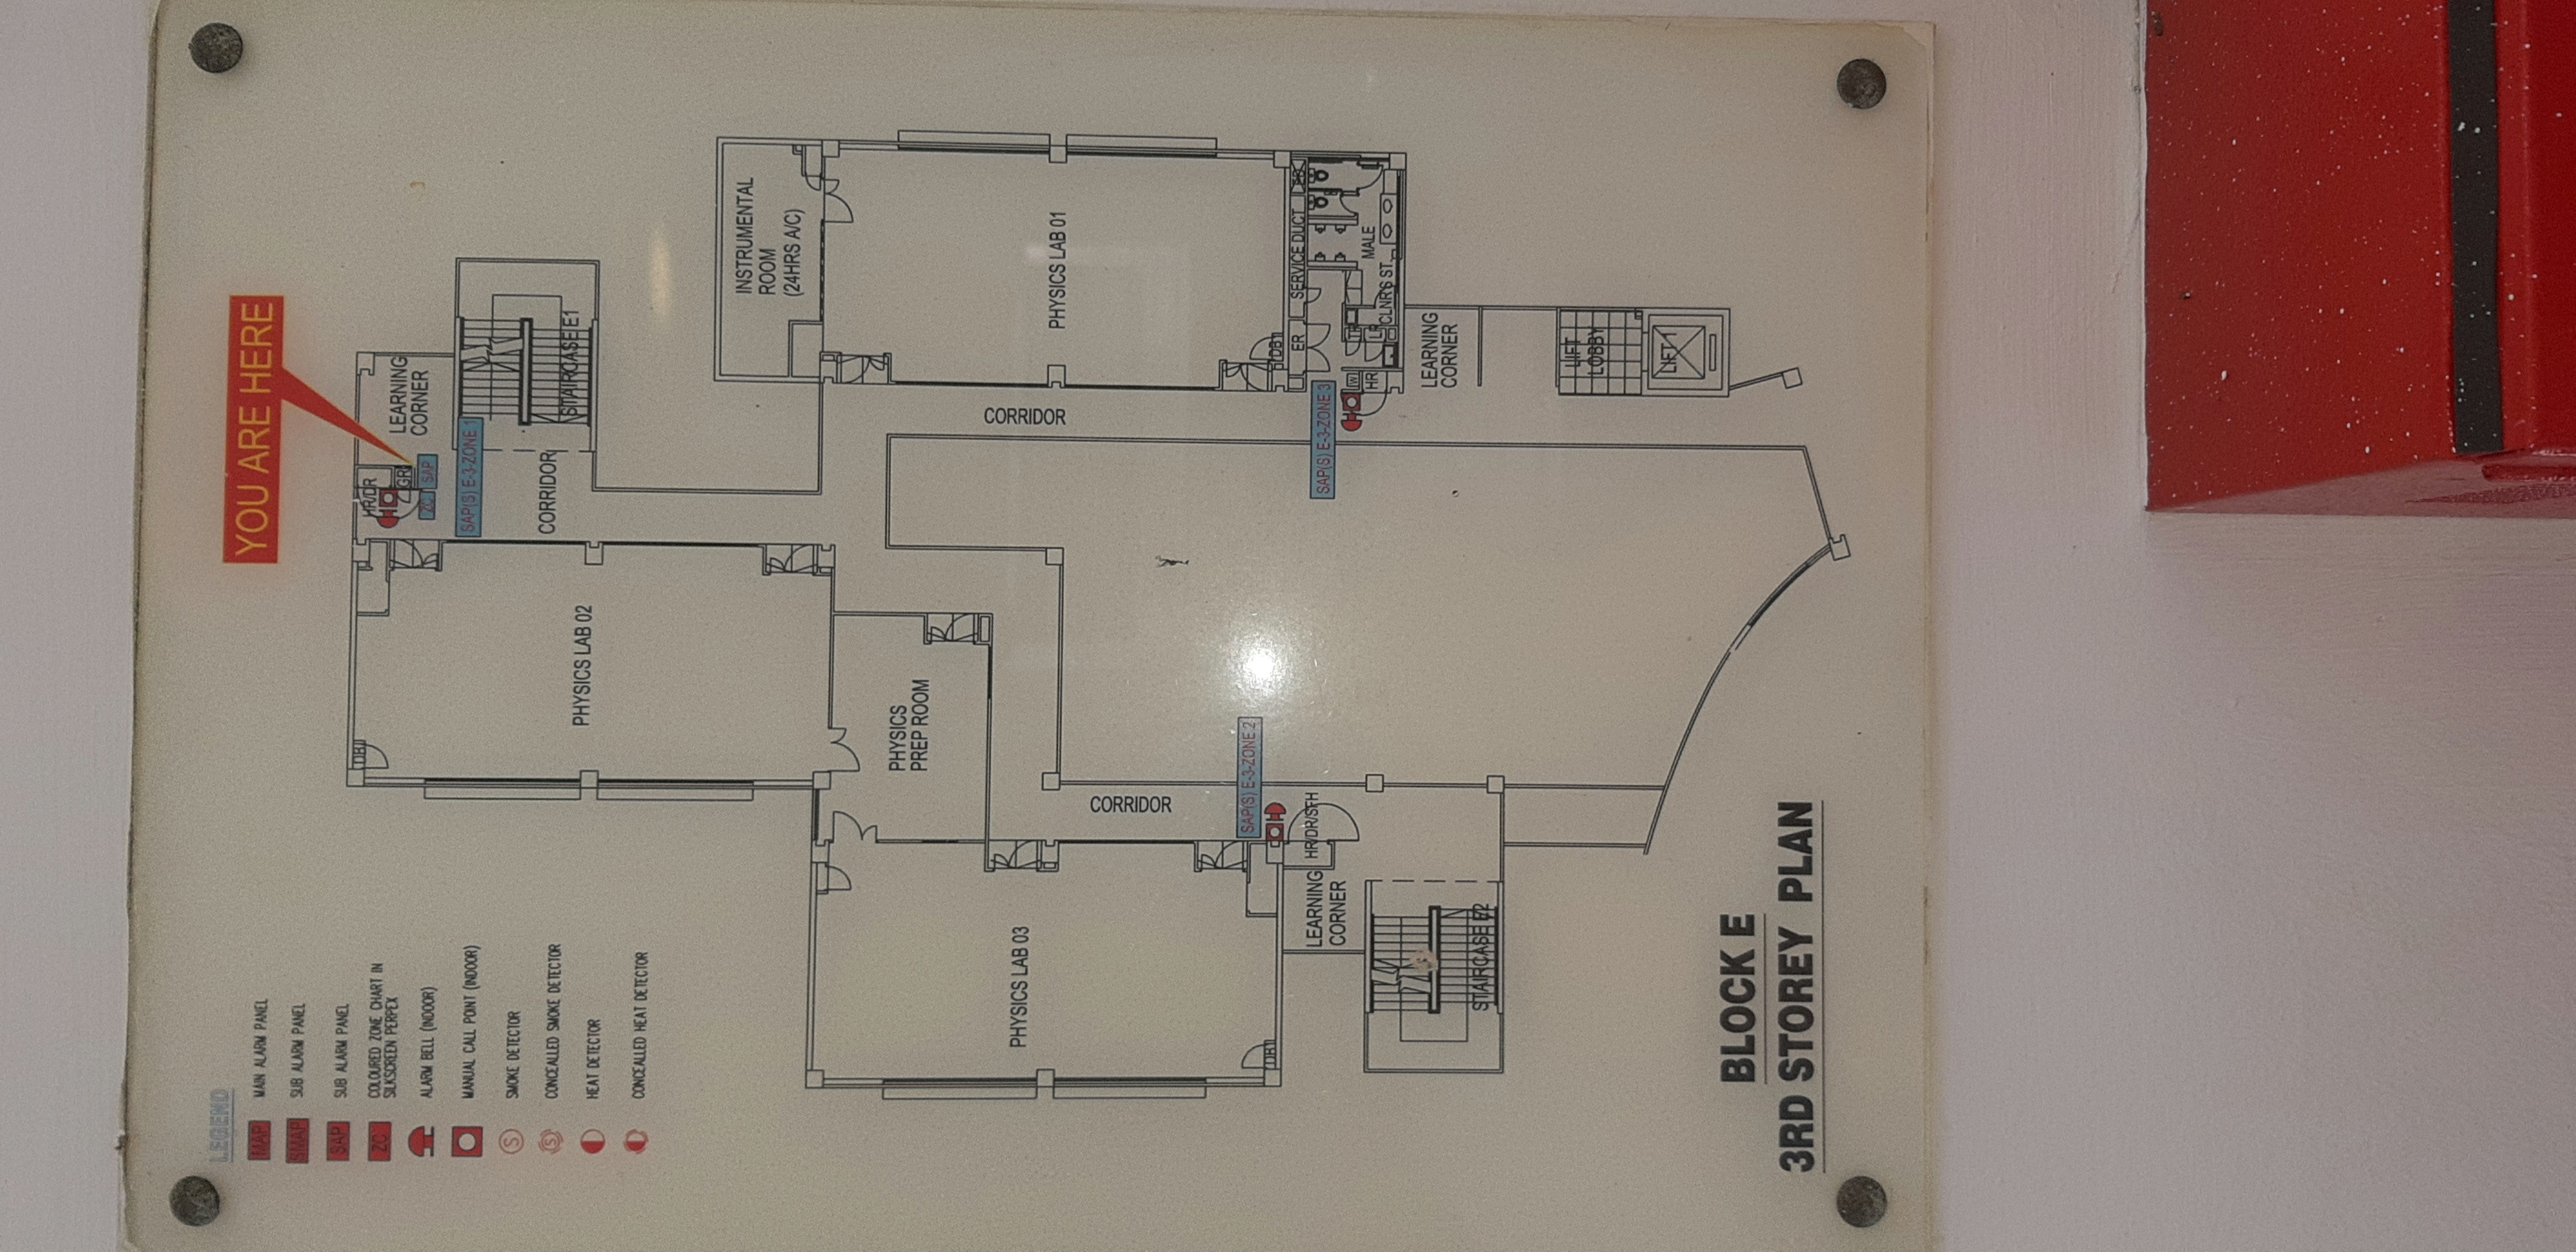 LEGEND
MAP MAIN ALARM PANEL
SMAP SUB ALARM PANEL
SAP SUB ALARM PANEL
ZC COLOURED ZONE CHART IN
SILKSCREEN PERPEX
ALARM BELL (INDOOR)
MANUAL CALL POINT (INDOOR)
S SMOKE DETECTOR
S CONCEALLED SMOKE DETECTOR
HEAT DETECTOR
CONCEALLED HEAT DETECTOR
YOU ARE HERE
DB
HR/DR
GR
ZC SAP
LEARNING
CORNER
SAP(S) E-3-ZONE 1
CORRIDOR
STAIRCASE E1
PHYSICS LAB 02
INSTRUMENTAL
ROOM
(24HRS A/C)
PHYSICS
PREP ROOM
PHYSICS LAB 03
CORRIDOR
PHYSICS LAB 01
CORRIDOR
SAP(S) E-3-ZONE 2
DB
HR/DR/SFH
LEARNING
CORNER
STAIRCASE E2
DB
ER
SERVICE DUCT
SAP(S) E-3-ZONE 3
W
HR
MALE
CLNR'S ST.
LEARNING
CORNER
LIFT
LOBBY
LIFT 1
BLOCK E
3RD STOREY PLAN